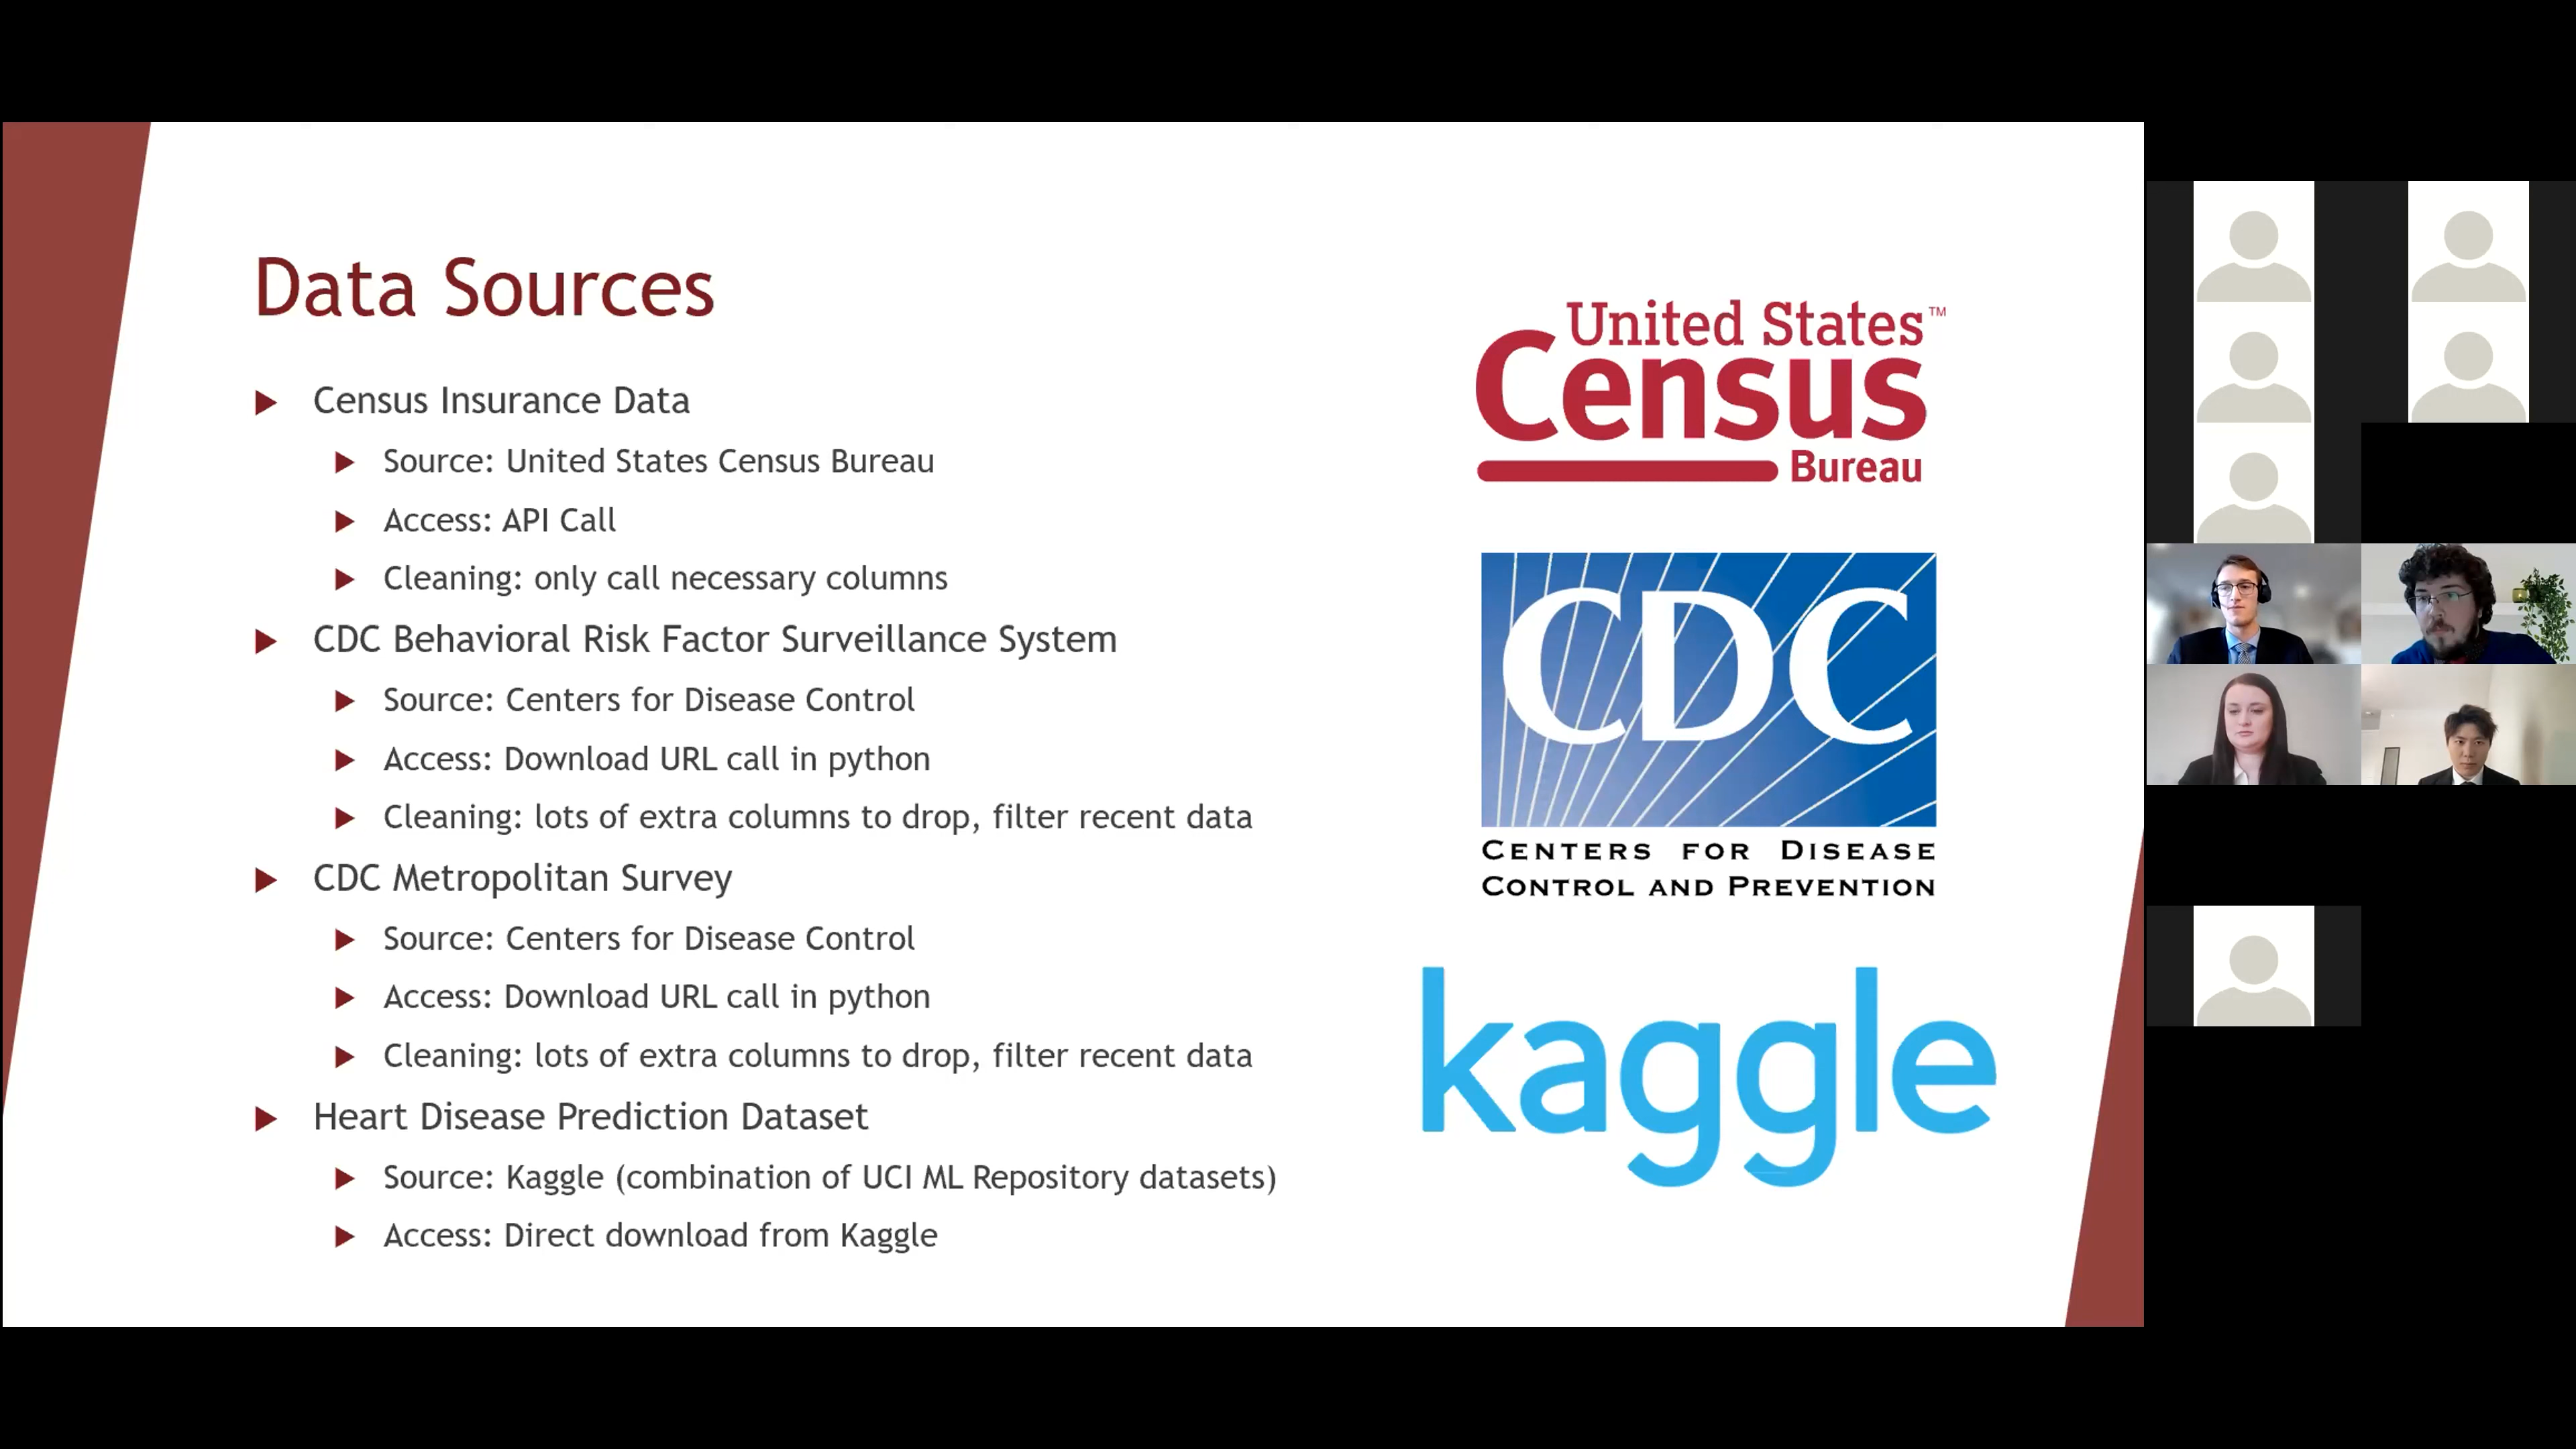 Data Sources
Census Insurance Data
Source: United States Census Bureau
Access: API Call
Cleaning: only call necessary columns
CDC Behavioral Risk Factor Surveillance System
Source: Centers for Disease Control
Access: Download URL call in python
Cleaning: lots of extra columns to drop, filter recent data
CDC Metropolitan Survey
Source: Centers for Disease Control
Access: Download URL call in python
Cleaning: lots of extra columns to drop, filter recent data
Heart Disease Prediction Dataset
Source: Kaggle (combination of UCI ML Repository datasets)
Access: Direct download from Kaggle
United States™
Census
Bureau
CDC
CENTERS FOR DISEASE
CONTROL AND PREVENTION
kaggle